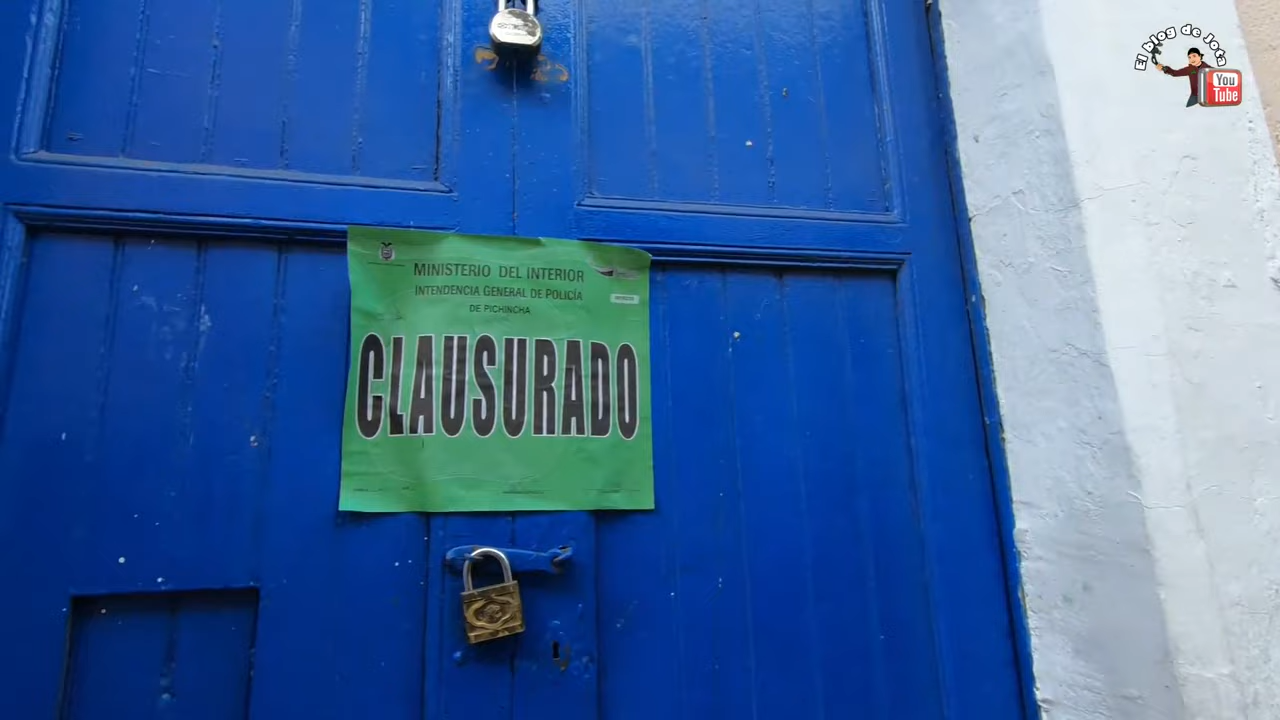 MINISTERIO DEL INTERIOR
INTENDENCIA GENERAL DE POLICÍA
DE PICHINCHA
CLAUSURADO
El blog de Jota
You
Tube